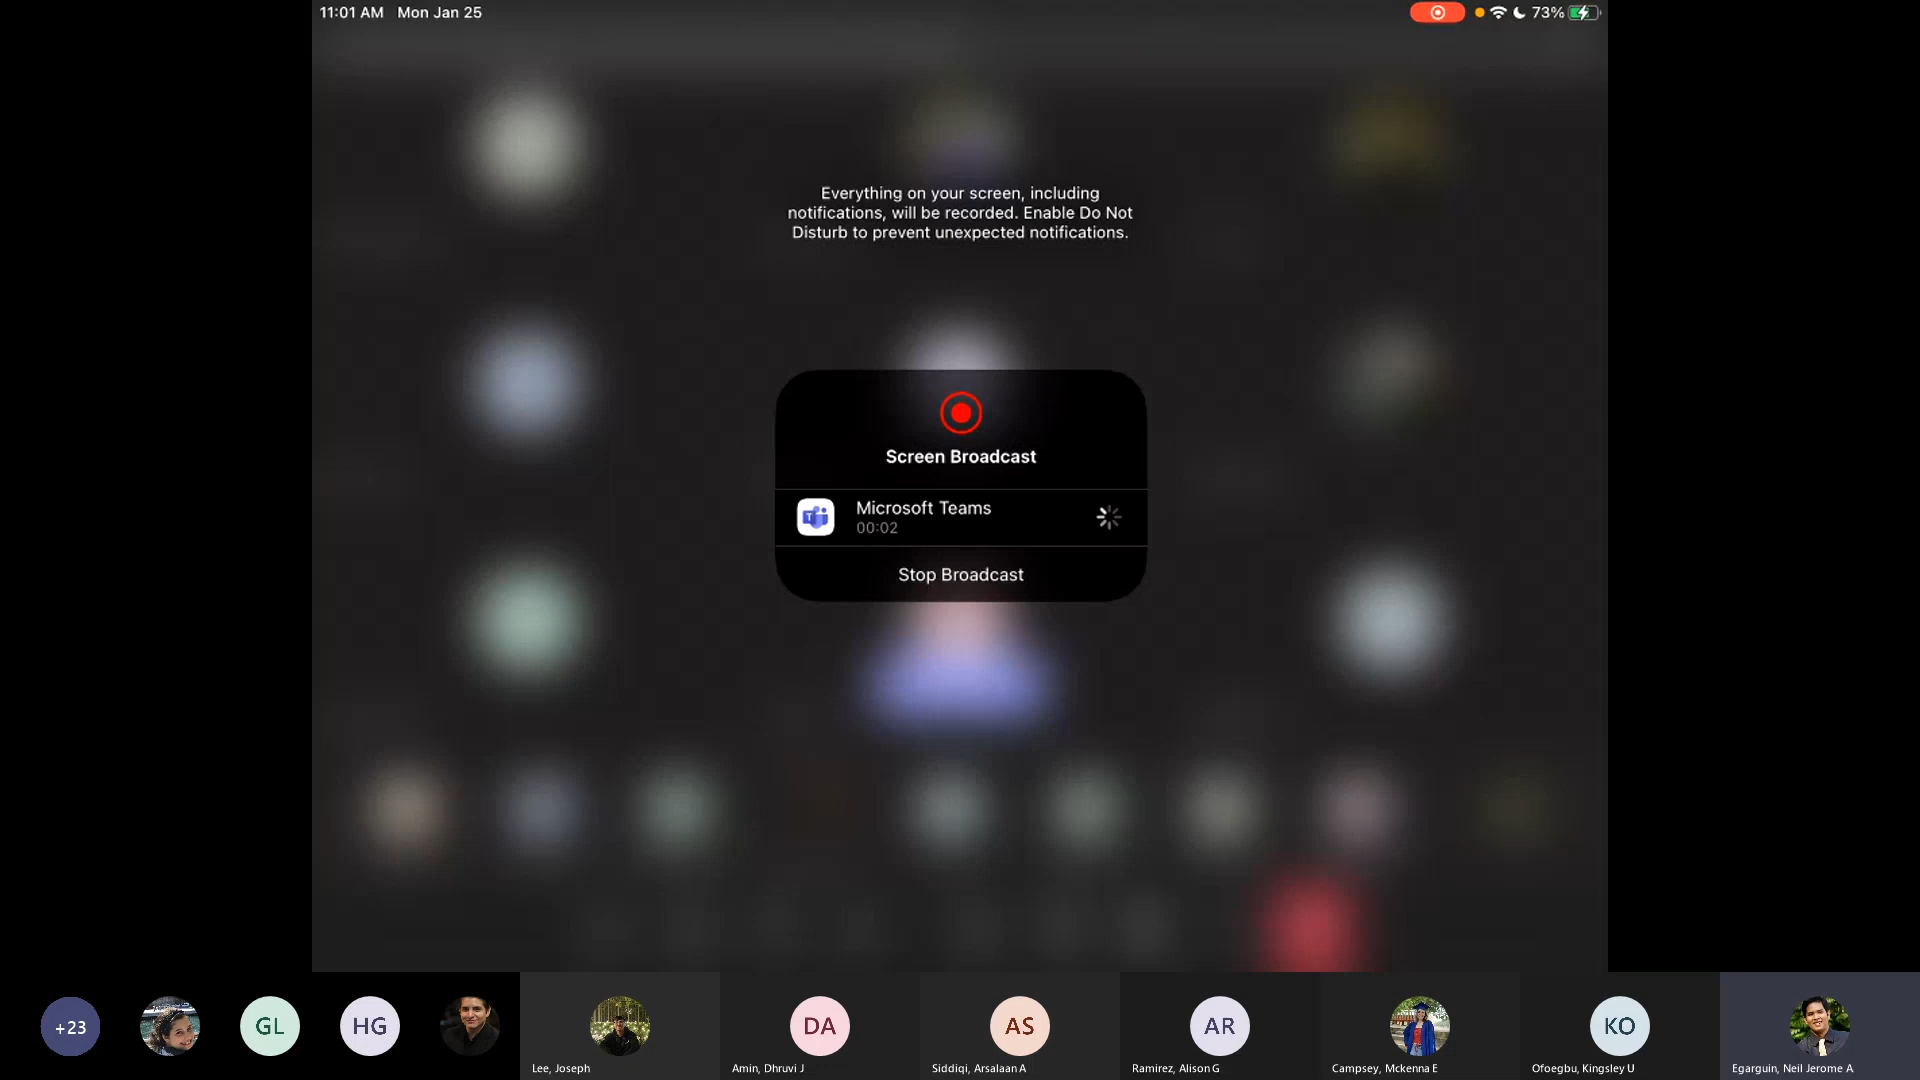 11:01 AM Mon Jan 25
73%
Everything on your screen, including
notifications, will be recorded. Enable Do Not
Disturb to prevent unexpected notifications.
Screen Broadcast
Microsoft Teams
00:02
Stop Broadcast
+23
GL
HG
DA
AS
AR
KO
Lee, Joseph
Amin, Dhruvi J
Siddiqi, Arsalaan A
Ramirez, Alison G
Campsey, Mckenna E
Ofoegbu, Kingsley U
Egarguin, Neil Jerome A